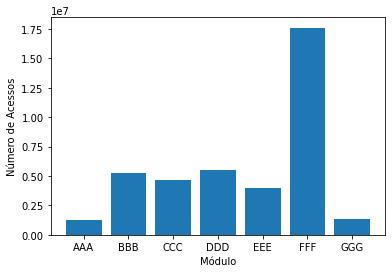 1e7
1.75
1.50
1.25
1.00
0.75
0.50
0.25
0.00
Número de Acessos
AAA BBB CCC DDD EEE FFF GGG
Módulo